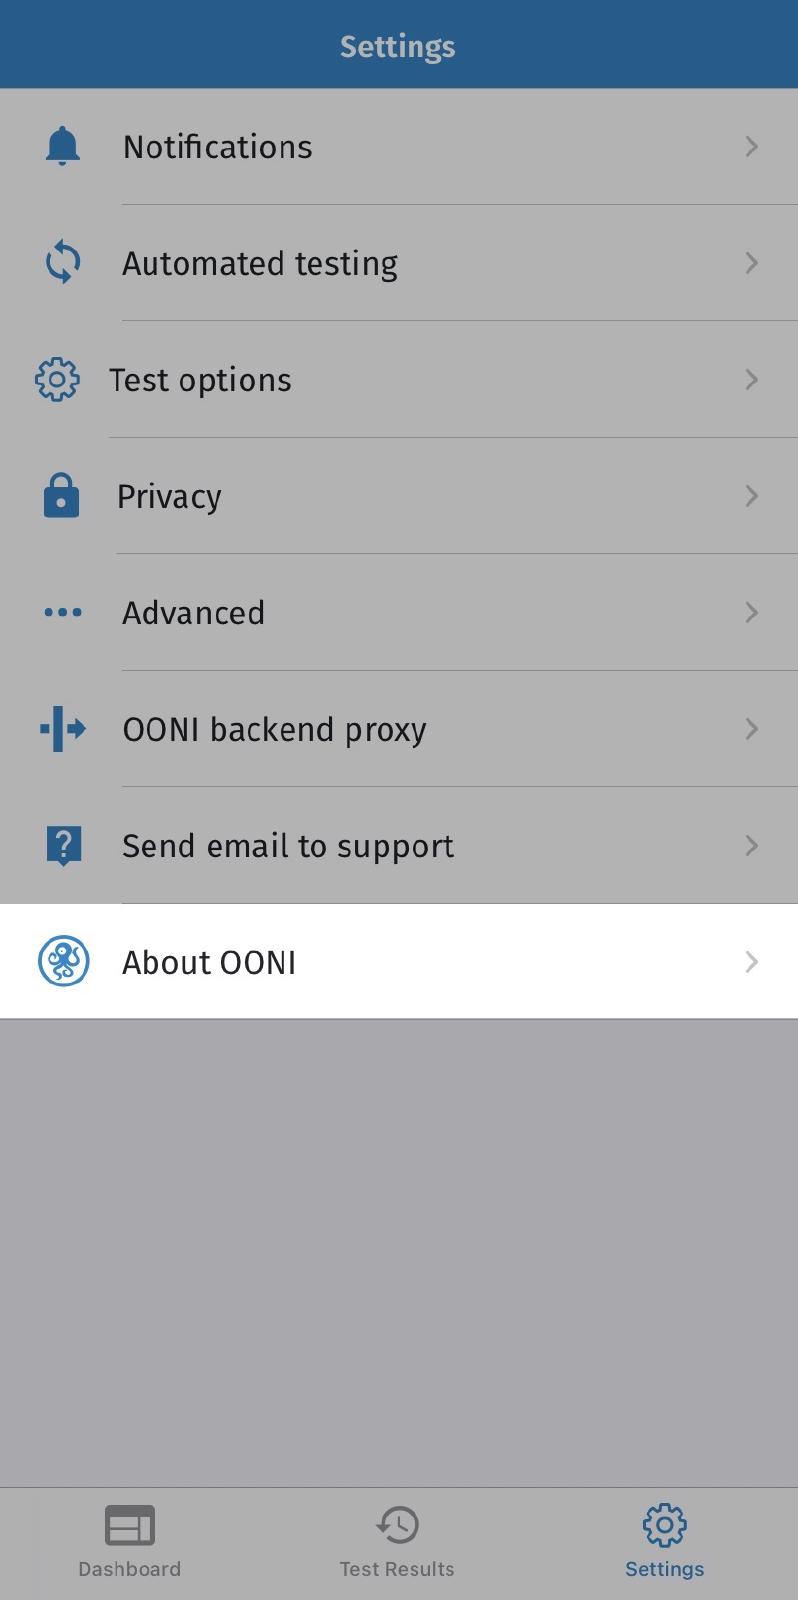 Settings
Notifications
Automated testing
Test options
Privacy
Advanced
OONI backend proxy
Send email to support
About OONI
Dashboard
Test Results
Settings